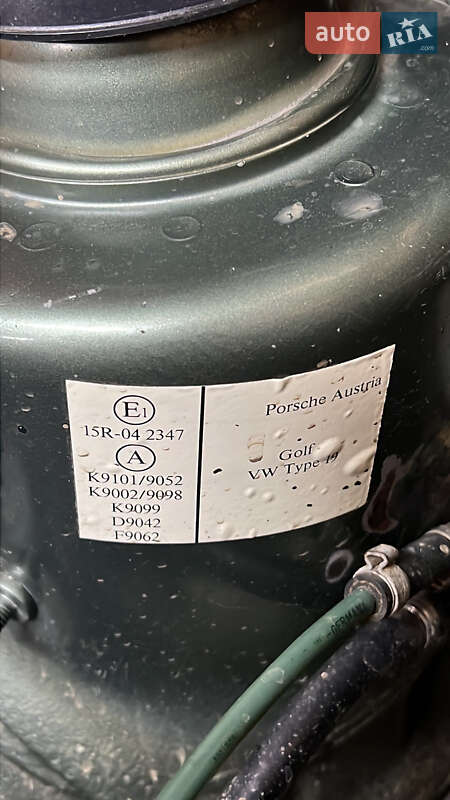 auto RIA.com
E1
15R-04 2347
A
K9101/9052
K9002/9098
K9099
D9042
F9062
Porsche Austria
Golf
VW Type 19
GERMANY